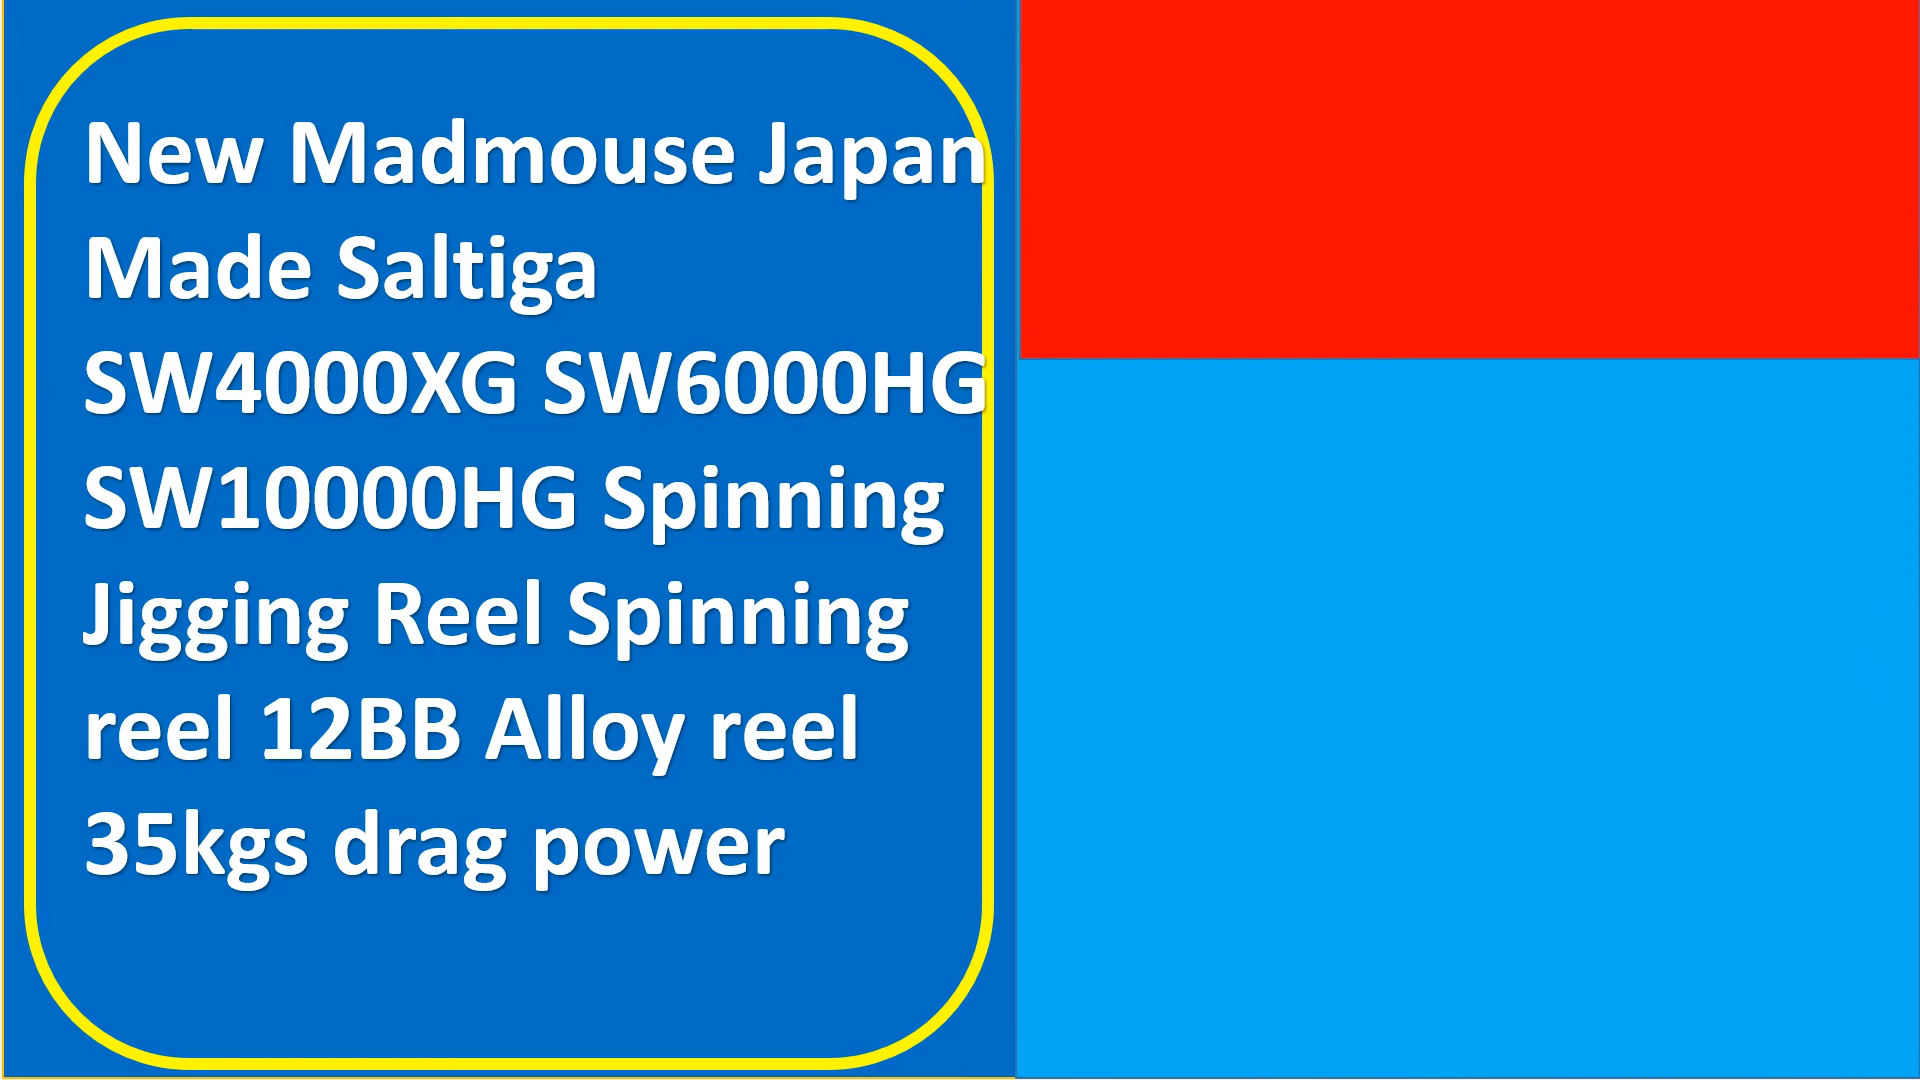 New Madmouse Japan
Made Saltiga
SW4000XG SW6000HG
SW10000HG Spinning
Jigging Reel Spinning
reel 12BB Alloy reel
35kgs drag power